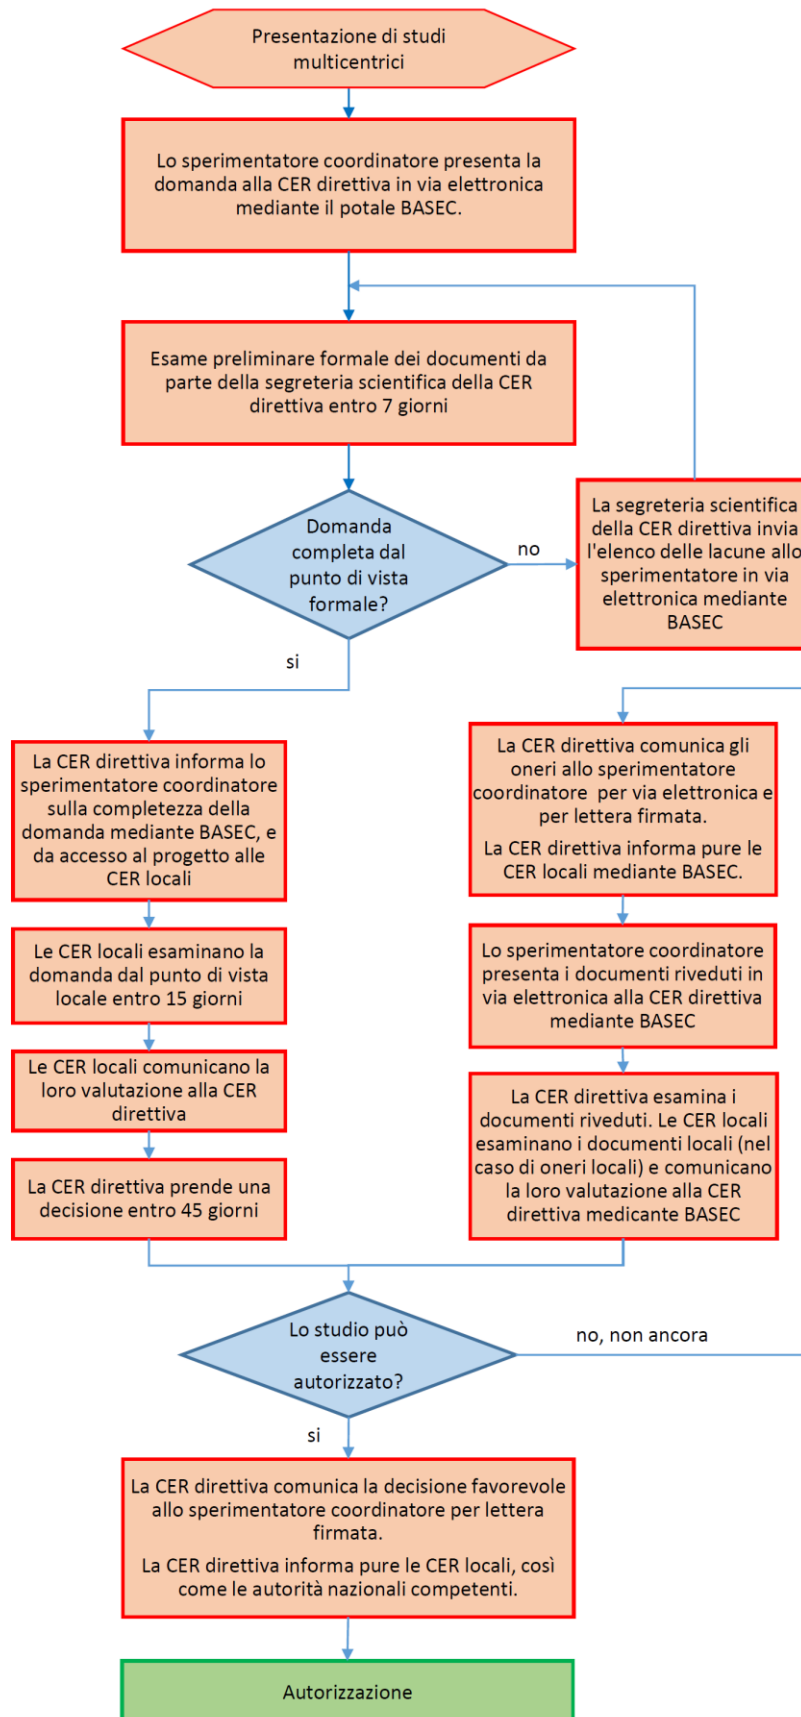 Presentazione di studi
multicentrici
Lo sperimentatore coordinatore presenta la
domanda alla CER direttiva in via elettronica
mediante il potale BASEC.
Esame preliminare formale dei documenti da
parte della segreteria scientifica della CER
direttiva entro 7 giorni
Domanda
completa dal
punto di vista
formale?
no
La segreteria scientifica
della CER direttiva invia
l'elenco delle lacune allo
sperimentatore in via
elettronica mediante
BASEC
si
La CER direttiva informa lo
sperimentatore coordinatore
sulla completezza della
domanda mediante BASEC, e
da accesso al progetto alle
CER locali
Le CER locali esaminano la
domanda dal punto di vista
locale entro 15 giorni
Le CER locali comunicano la
loro valutazione alla CER
direttiva
La CER direttiva prende una
decisione entro 45 giorni
La CER direttiva comunica gli
oneri allo sperimentatore
coordinatore per via elettronica e
per lettera firmata.
La CER direttiva informa pure le
CER locali mediante BASEC.
Lo sperimentatore coordinatore
presenta i documenti riveduti in
via elettronica alla CER direttiva
mediante BASEC
La CER direttiva esamina i
documenti riveduti. Le CER locali
esaminano i documenti locali (nel
caso di oneri locali) e comunicano
la loro valutazione alla CER
direttiva medicante BASEC
Lo studio può
essere
autorizzato?
no, non ancora
si
La CER direttiva comunica la decisione favorevole
allo sperimentatore coordinatore per lettera
firmata.
La CER direttiva informa pure le CER locali, così
come le autorità nazionali competenti.
Autorizzazione